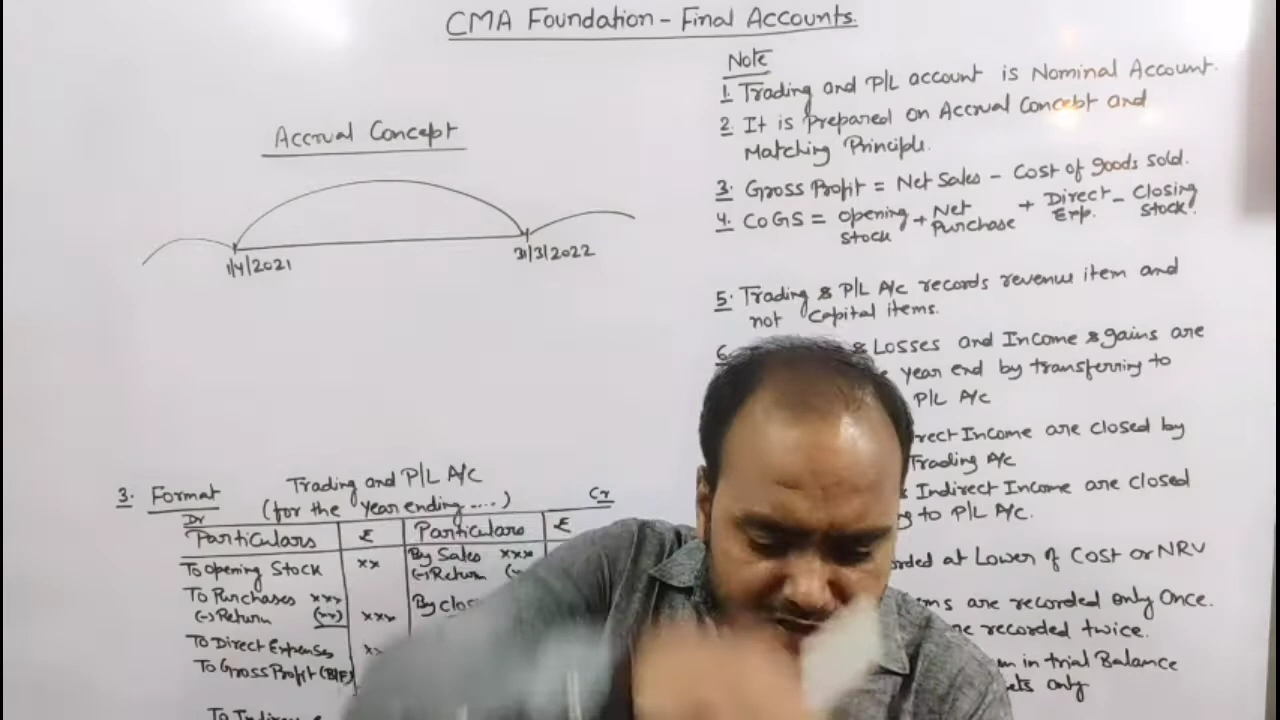 CMA Foundation - Final Accounts.
Accrual Concept
1/4/2021
31/3/2022
Note
1. Trading and P/L account is Nominal Account.
2. It is prepared on Accrual Concept and
Matching Principle.
3. Gross Profit = Net Sales - Cost of goods sold.
4. CoGS = Opening Stock + Net Purchase + Direct Exp. - Closing Stock.
5. Trading & P/L A/c records revenue item and
not Capital items.
6. & Losses and Income & gains are
year end by transferring to
P/L A/c
Income are closed by
Trading A/c
Indirect Income are closed
to P/L A/c.
at Lower of Cost or NRV
are recorded only Once.
recorded twice.
in trial Balance
only
3. Format
Trading and P/L A/c
(for the Year ending ....)
Dr Cr
Particulars ₹ Particulars ₹
To Opening Stock xx By Sales xxx
(-) Return
To Purchases xxx
(-) Return (xx) xxx By
To Direct Expenses xx
To Gross Profit (B/F)
To